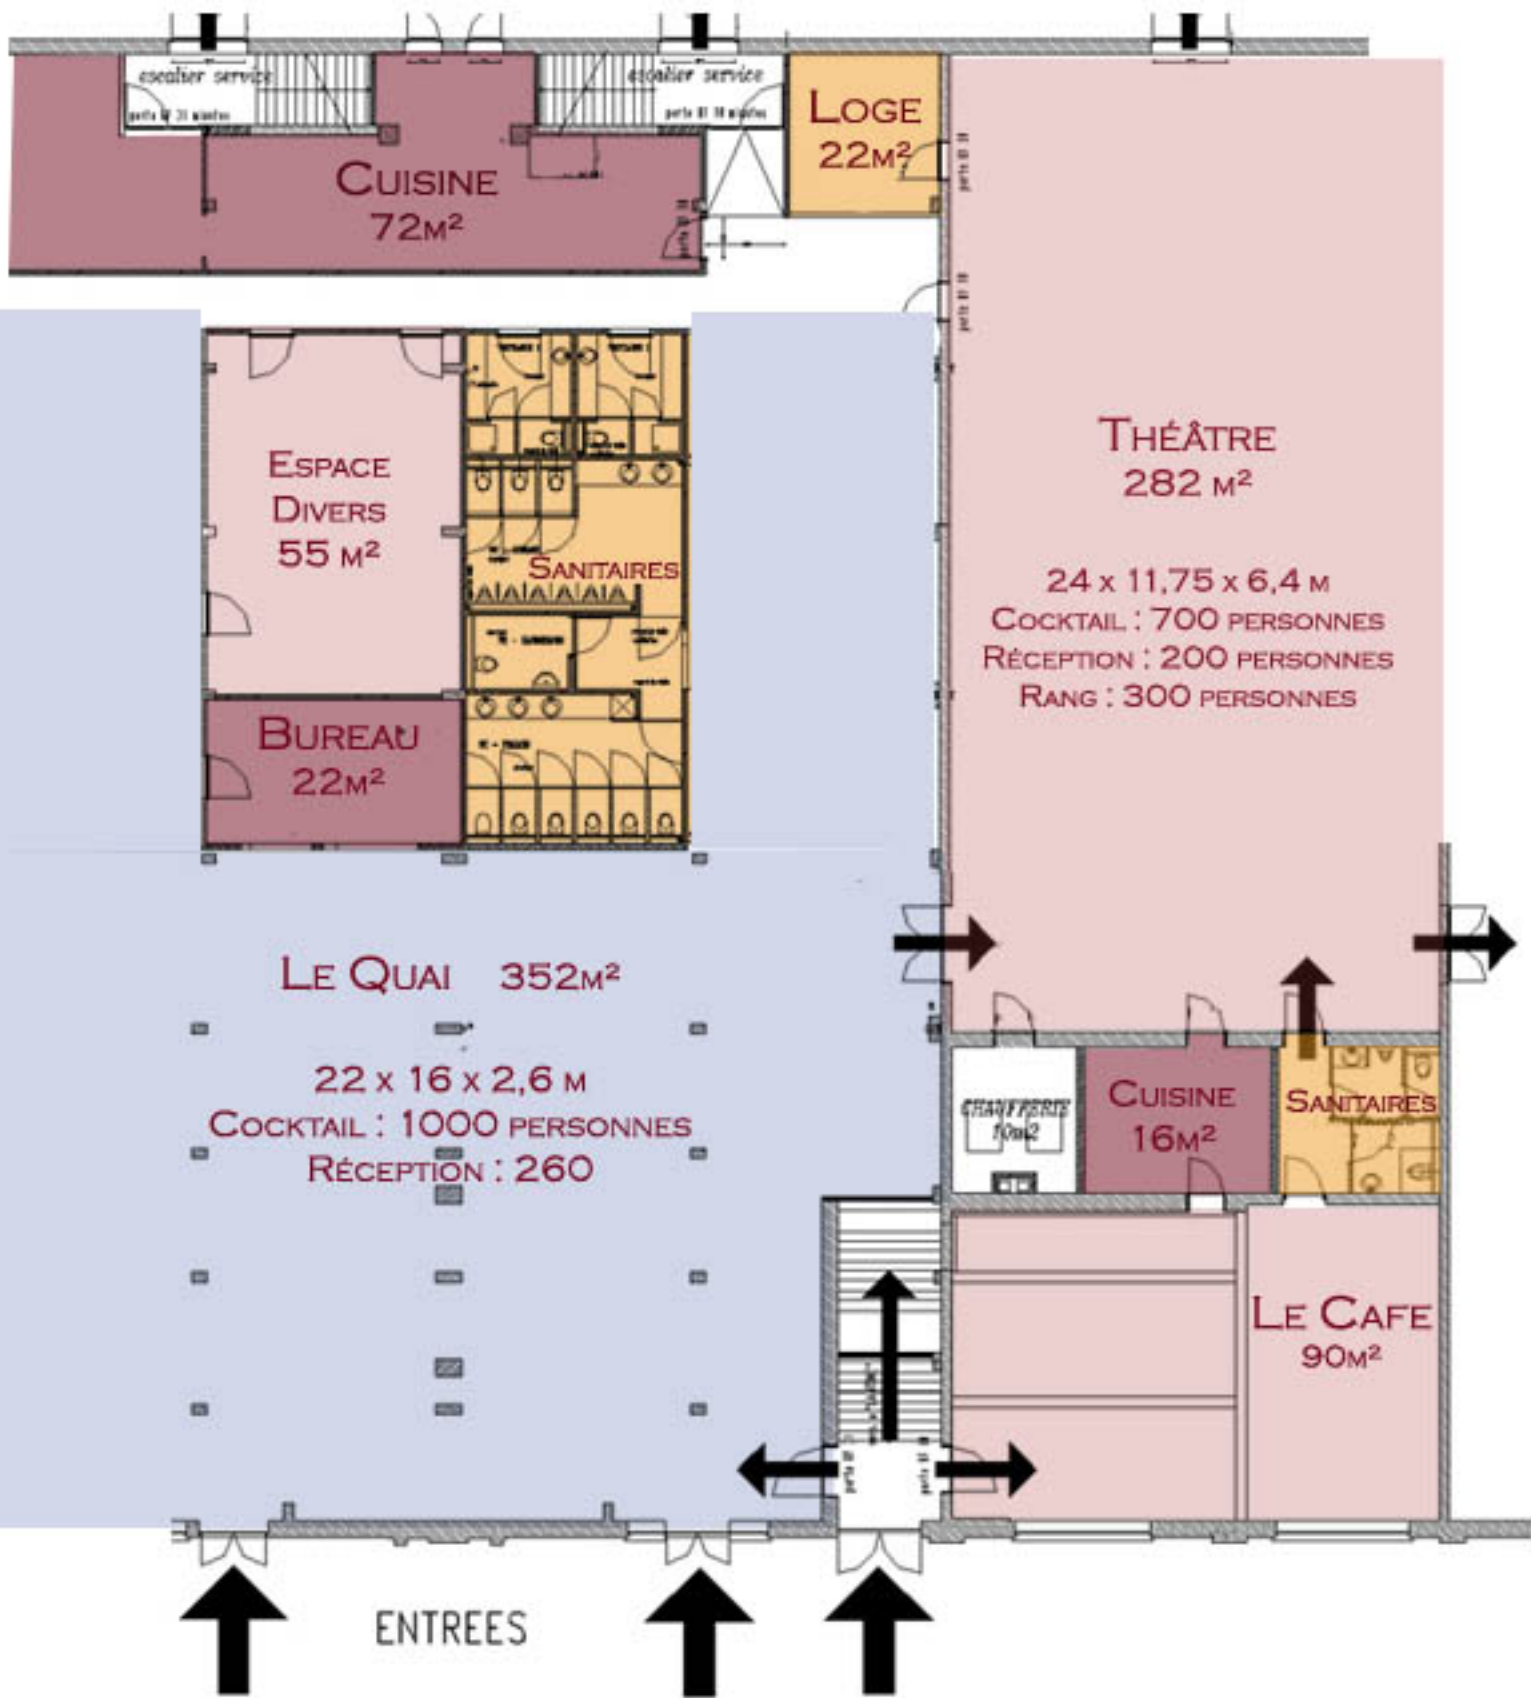 escalier service
escalier service
LOGE
22M²
CUISINE
72M²
THÉÂTRE
282 M²
24 X 11,75 X 6,4 M
COCKTAIL : 700 PERSONNES
RÉCEPTION : 200 PERSONNES
RANG : 300 PERSONNES
ESPACE
DIVERS
55 M²
SANITAIRES
BUREAU
22M²
LE QUAI 352M²
22 X 16 X 2,6 M
COCKTAIL : 1000 PERSONNES
RÉCEPTION : 260
CHAUFFERIE
10m2
CUISINE
16M²
SANITAIRES
LE CAFE
90M²
ENTREES